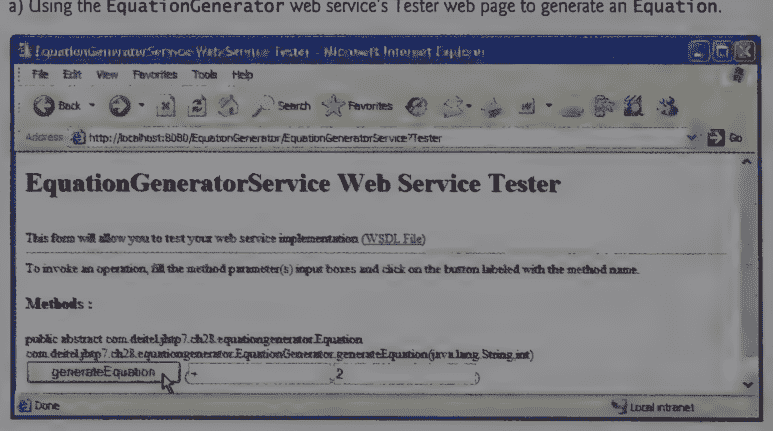 a) Using the EquationGenerator web service's Tester web page to generate an Equation.
EquationGeneratorService Web Service Tester - Microsoft Internet Explorer
File Edit View Favorites Tools Help
Back Search Favorites
Address http://localhost:8080/EquationGenerator/EquationGeneratorService?Tester Go
EquationGeneratorService Web Service Tester
This form will allow you to test your web service implementation (WSDL File)
To invoke an operation, fill the method parameter(s) input boxes and click on the button labeled with the method name.
Methods :
public abstract com.deitel.jhtp7.ch28.equationgenerator.Equation
com.deitel.jhtp7.ch28.equationgenerator.EquationGenerator.generateEquation(java.lang.String,int)
generateEquation (- ,2 )
Done Local intranet